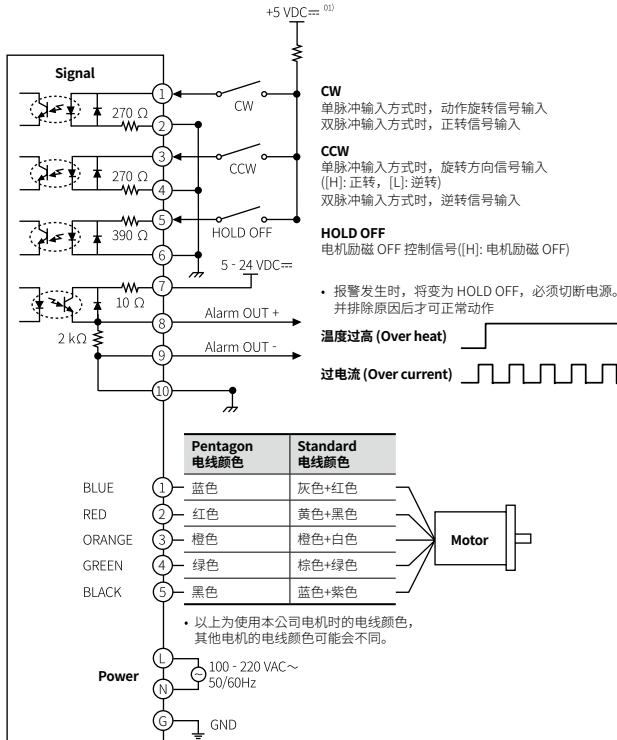 +5 VDC⎓ 01)
Signal
1
CW
270 Ω
2
3
CCW
270 Ω
4
5
HOLD OFF
390 Ω
6
5 - 24 VDC⎓
7
10 Ω
8
Alarm OUT +
2 kΩ
9
Alarm OUT -
10
CW
单脉冲输入方式时，动作旋转信号输入
双脉冲输入方式时，正转信号输入
CCW
单脉冲输入方式时，旋转方向信号输入
([H]: 正转，[L]: 逆转)
双脉冲输入方式时，逆转信号输入
HOLD OFF
电机励磁 OFF 控制信号([H]: 电机励磁 OFF)
• 报警发生时，将变为 HOLD OFF，必须切断电源。
并排除原因后才可正常动作
温度过高 (Over heat)
过电流 (Over current)
Pentagon Standard
电线颜色 电线颜色
BLUE 1 蓝色 灰色+红色
RED 2 红色 黄色+黑色
ORANGE 3 橙色 橙色+白色
GREEN 4 绿色 棕色+绿色
BLACK 5 黑色 蓝色+紫色
Motor
• 以上为使用本公司电机时的电线颜色，
其他电机的电线颜色可能会不同。
Power
L
100 - 220 VAC～
50/60Hz
N
G
GND